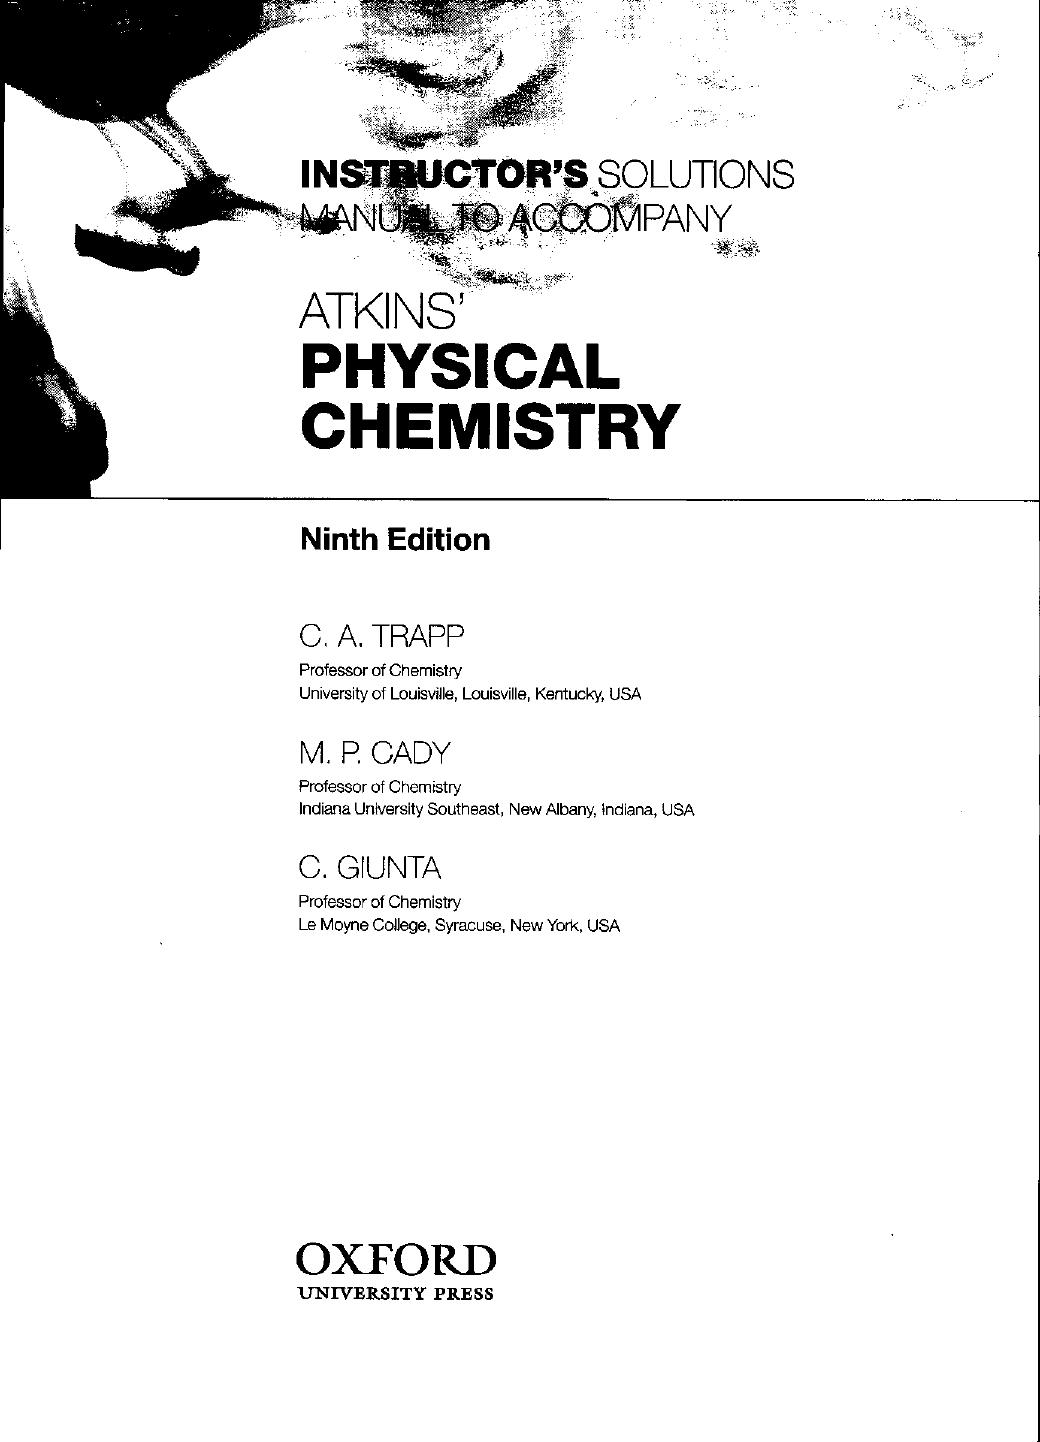 INSTRUCTOR'S SOLUTIONS
MANUAL TO ACCOMPANY
ATKINS'
PHYSICAL
CHEMISTRY
Ninth Edition
C. A. TRAPP
Professor of Chemistry
University of Louisville, Louisville, Kentucky, USA
M. P. CADY
Professor of Chemistry
Indiana University Southeast, New Albany, Indiana, USA
C. GIUNTA
Professor of Chemistry
Le Moyne College, Syracuse, New York, USA
OXFORD
UNIVERSITY PRESS